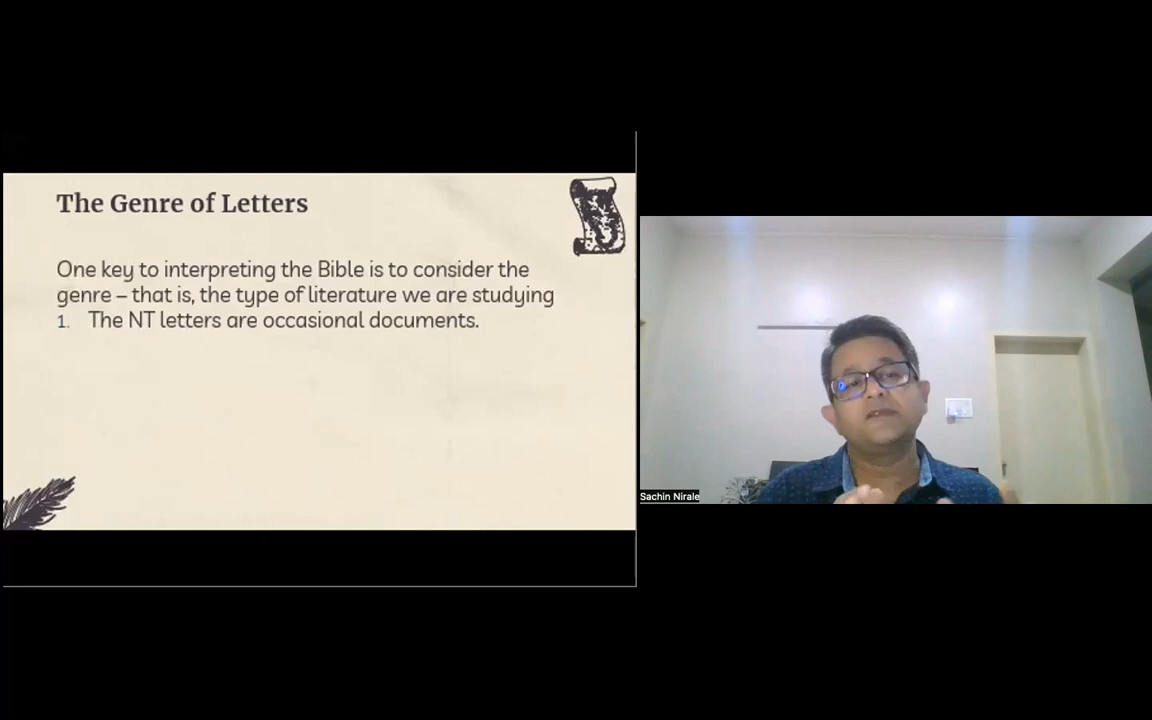 The Genre of Letters
One key to interpreting the Bible is to consider the
genre – that is, the type of literature we are studying
1. The NT letters are occasional documents.
Sachin Nirale